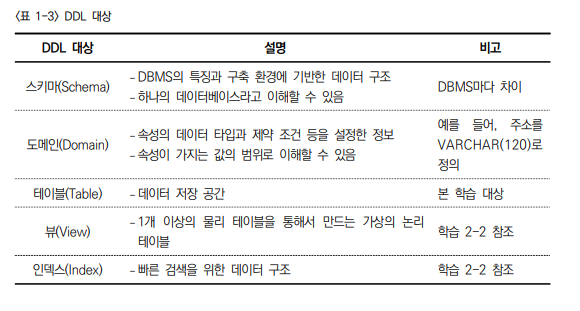 <표 1-3> DDL 대상
DDL 대상 설명 비고
스키마(Schema) - DBMS의 특징과 구축 환경에 기반한 데이터 구조
- 하나의 데이터베이스라고 이해할 수 있음
DBMS마다 차이
도메인(Domain) - 속성의 데이터 타입과 제약 조건 등을 설정한 정보
- 속성이 가지는 값의 범위로 이해할 수 있음
예를 들어, 주소를
VARCHAR(120)로
정의
테이블(Table) - 데이터 저장 공간 본 학습 대상
뷰(View) - 1개 이상의 물리 테이블을 통해서 만드는 가상의 논리
테이블
학습 2-2 참조
인덱스(Index) - 빠른 검색을 위한 데이터 구조 학습 2-2 참조